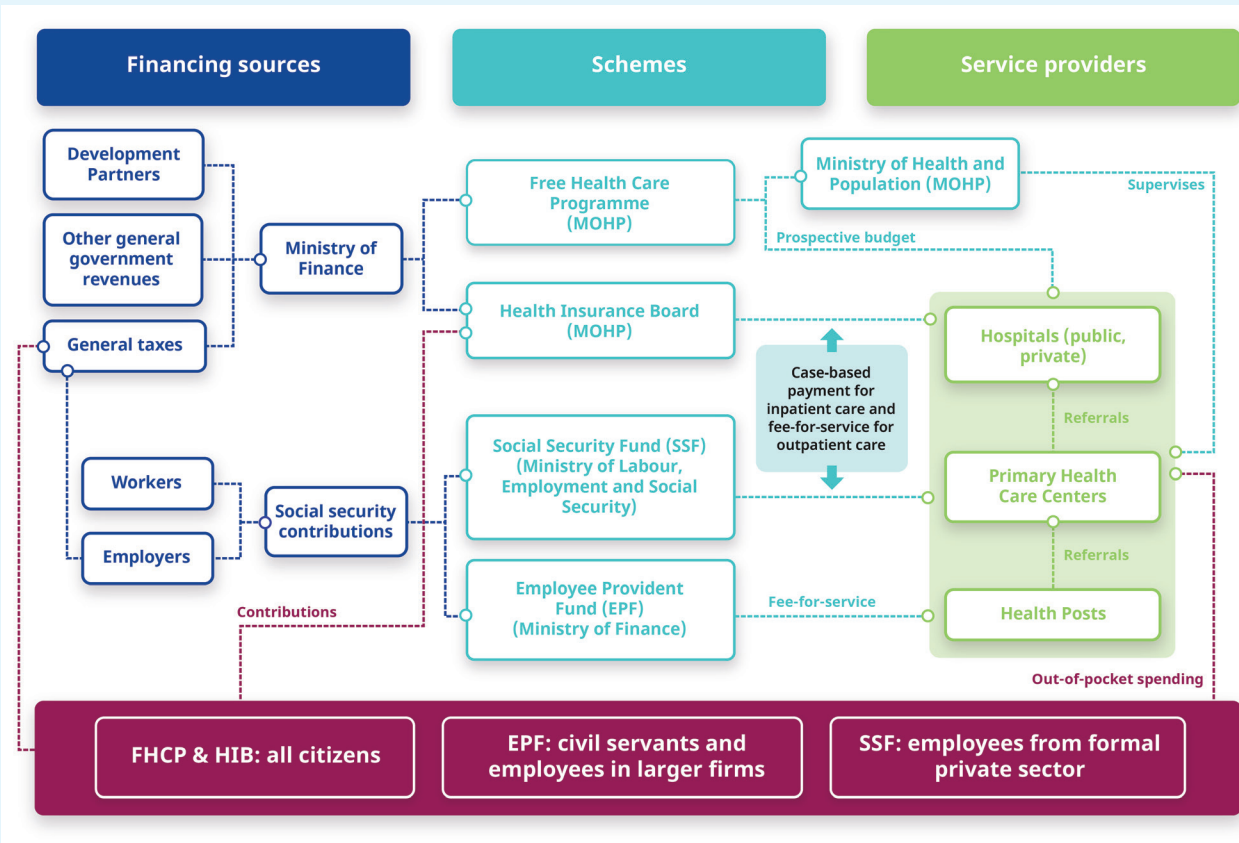 Financing sources
Schemes
Service providers
Development
Partners
Other general
government
revenues
General taxes
Ministry of
Finance
Workers
Employers
Social security
contributions
Contributions
Free Health Care
Programme
(MOHP)
Health Insurance Board
(MOHP)
Social Security Fund (SSF)
(Ministry of Labour,
Employment and Social
Security)
Employee Provident
Fund (EPF)
(Ministry of Finance)
Ministry of Health and
Population (MOHP)
Supervises
Prospective budget
Case-based
payment for
inpatient care and
fee-for-service for
outpatient care
Fee-for-service
Hospitals (public,
private)
Referrals
Primary Health
Care Centers
Referrals
Health Posts
Out-of-pocket spending
FHCP & HIB: all citizens
EPF: civil servants and
employees in larger firms
SSF: employees from formal
private sector